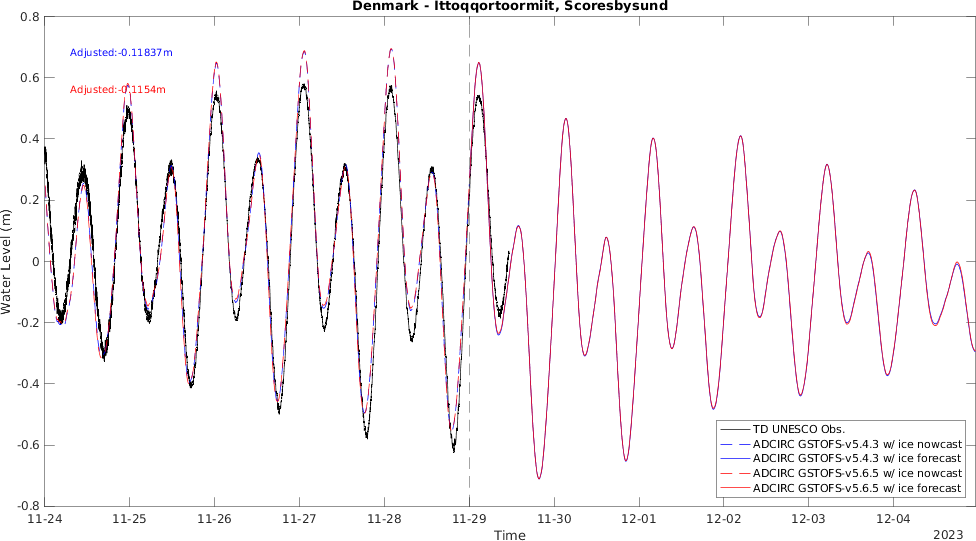 Denmark - Ittoqqortoormiit, Scoresbysund
Adjusted:-0.11837m
Adjusted:-0.1154m
Water Level (m)
0.8
0.6
0.4
0.2
0
-0.2
-0.4
-0.6
-0.8
TD UNESCO Obs.
ADCIRC GSTOFS-v5.4.3 w/ ice nowcast
ADCIRC GSTOFS-v5.4.3 w/ ice forecast
ADCIRC GSTOFS-v5.6.5 w/ ice nowcast
ADCIRC GSTOFS-v5.6.5 w/ ice forecast
11-24 11-25 11-26 11-27 11-28 11-29 11-30 12-01 12-02 12-03 12-04
Time
2023